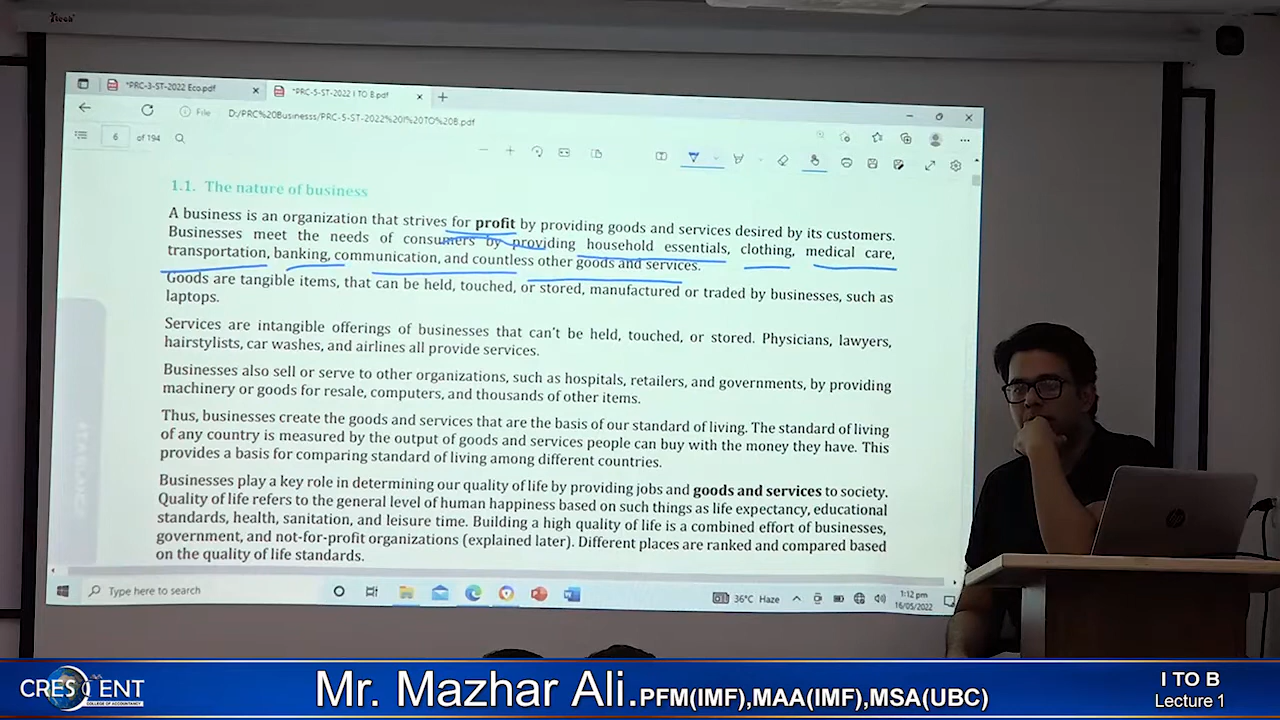 itech
*PRC-3-ST-2022 Eco.pdf
*PRC-5-ST-2022 I TO B.pdf
File D:/PRC%20Businesss/PRC-5-ST-2022%20I%20TO%20B.pdf
6 of 194
1.1. The nature of business
A business is an organization that strives for profit by providing goods and services desired by its customers.
Businesses meet the needs of consumers by providing household essentials, clothing, medical care,
transportation, banking, communication, and countless other goods and services.
Goods are tangible items, that can be held, touched, or stored, manufactured or traded by businesses, such as
laptops.
Services are intangible offerings of businesses that can't be held, touched, or stored. Physicians, lawyers,
hairstylists, car washes, and airlines all provide services.
Businesses also sell or serve to other organizations, such as hospitals, retailers, and governments, by providing
machinery or goods for resale, computers, and thousands of other items.
Thus, businesses create the goods and services that are the basis of our standard of living. The standard of living
of any country is measured by the output of goods and services people can buy with the money they have. This
provides a basis for comparing standard of living among different countries.
Businesses play a key role in determining our quality of life by providing jobs and goods and services to society.
Quality of life refers to the general level of human happiness based on such things as life expectancy, educational
standards, health, sanitation, and leisure time. Building a high quality of life is a combined effort of businesses,
government, and not-for-profit organizations (explained later). Different places are ranked and compared based
on the quality of life standards.
Type here to search
36°C Haze
1:12 pm
16/05/2022
hp
CRESCENT
COLLEGE OF ACCOUNTANCY
Mr. Mazhar Ali.PFM(IMF),MAA(IMF),MSA(UBC)
I TO B
Lecture 1